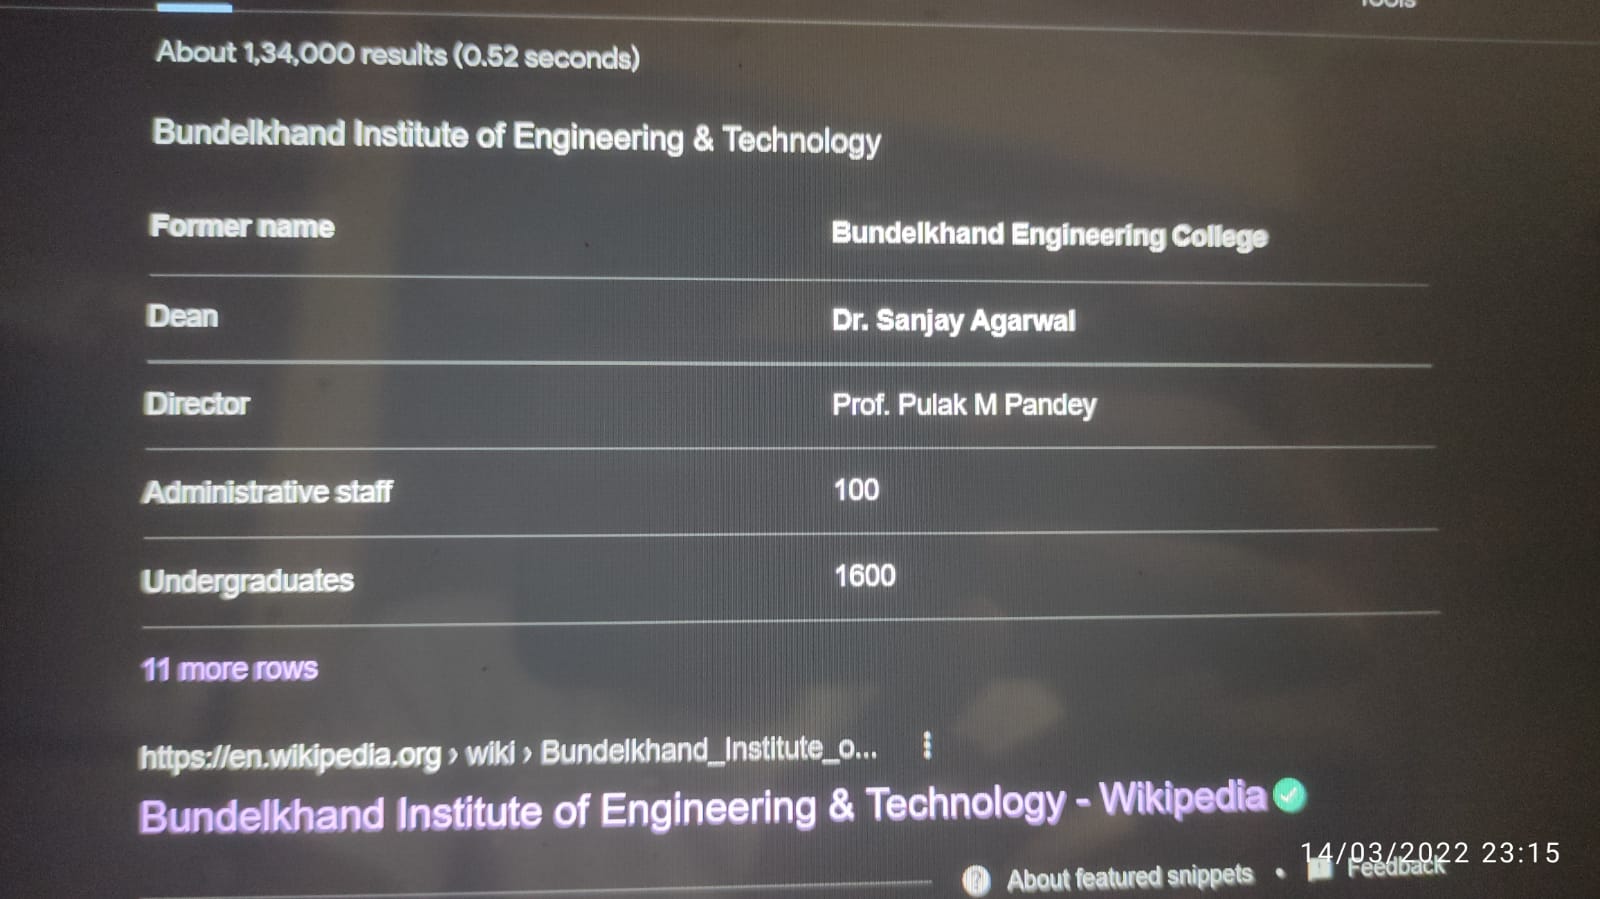 Tools
About 1,34,000 results (0.52 seconds)
Bundelkhand Institute of Engineering & Technology
Former name Bundelkhand Engineering College
Dean Dr. Sanjay Agarwal
Director Prof. Pulak M Pandey
Administrative staff 100
Undergraduates 1600
11 more rows
https://en.wikipedia.org › wiki › Bundelkhand_Institute_o...
Bundelkhand Institute of Engineering & Technology - Wikipedia
14/03/2022 23:15
About featured snippets • Feedback